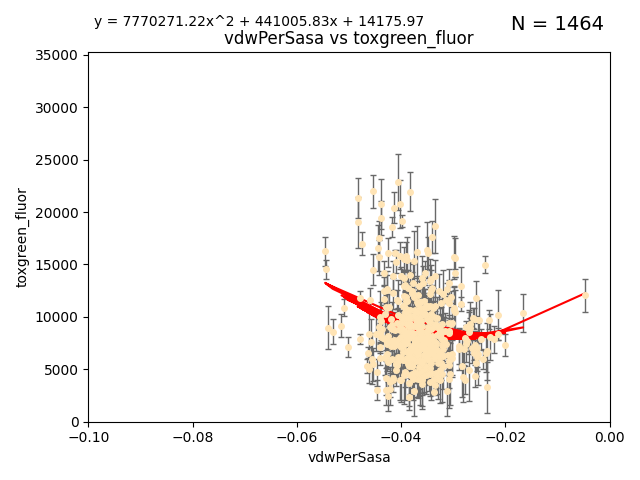 y = 7770271.22x^2 + 441005.83x + 14175.97
N = 1464
vdwPerSasa vs toxgreen_fluor
35000
30000
25000
20000
15000
10000
5000
0
toxgreen_fluor
−0.10
−0.08
−0.06
−0.04
−0.02
0.00
vdwPerSasa